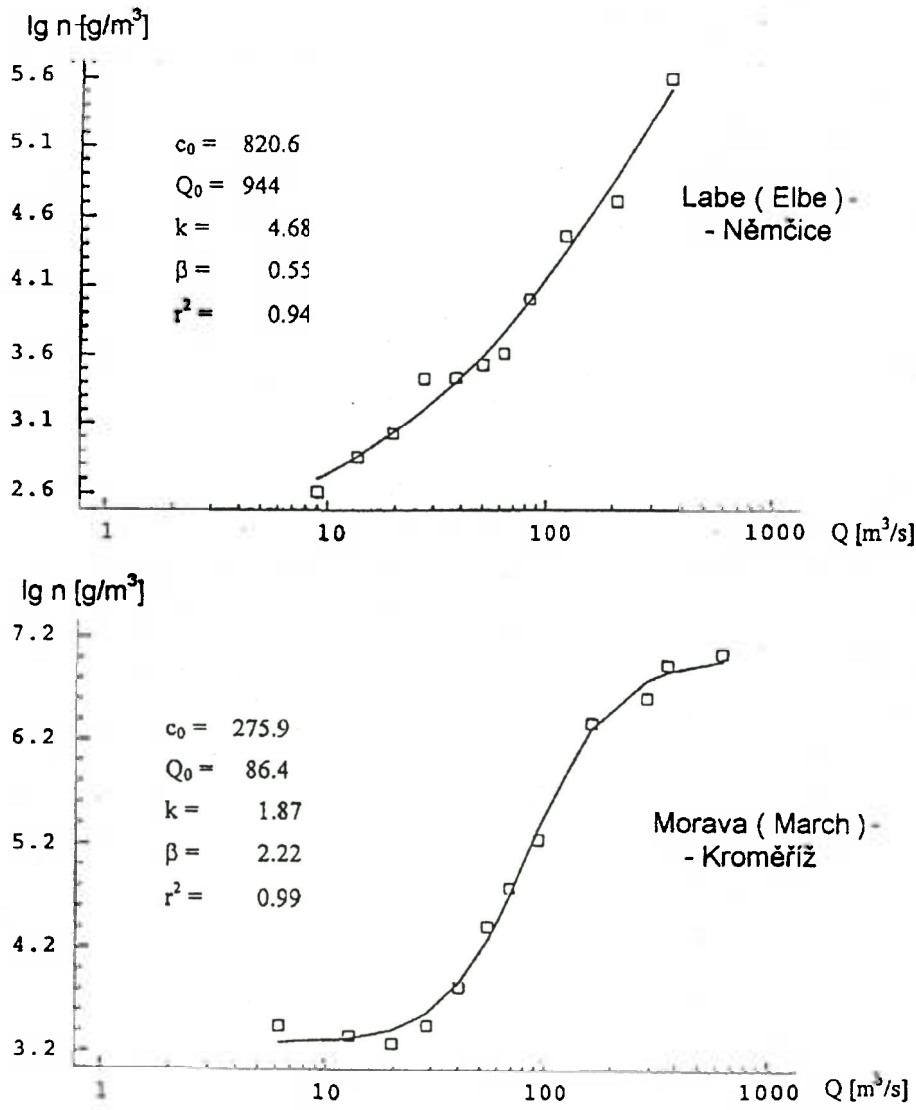 lg n [g/m³]
5.6
5.1
4.6
4.1
3.6
3.1
2.6
c₀ = 820.6
Q₀ = 944
k = 4.68
β = 0.55
r² = 0.94
Labe ( Elbe )
- Němčice
1 10 100 1000 Q [m³/s]
lg n [g/m³]
7.2
6.2
5.2
4.2
3.2
c₀ = 275.9
Q₀ = 86.4
k = 1.87
β = 2.22
r² = 0.99
Morava ( March )
- Kroměříž
1 10 100 1000 Q [m³/s]